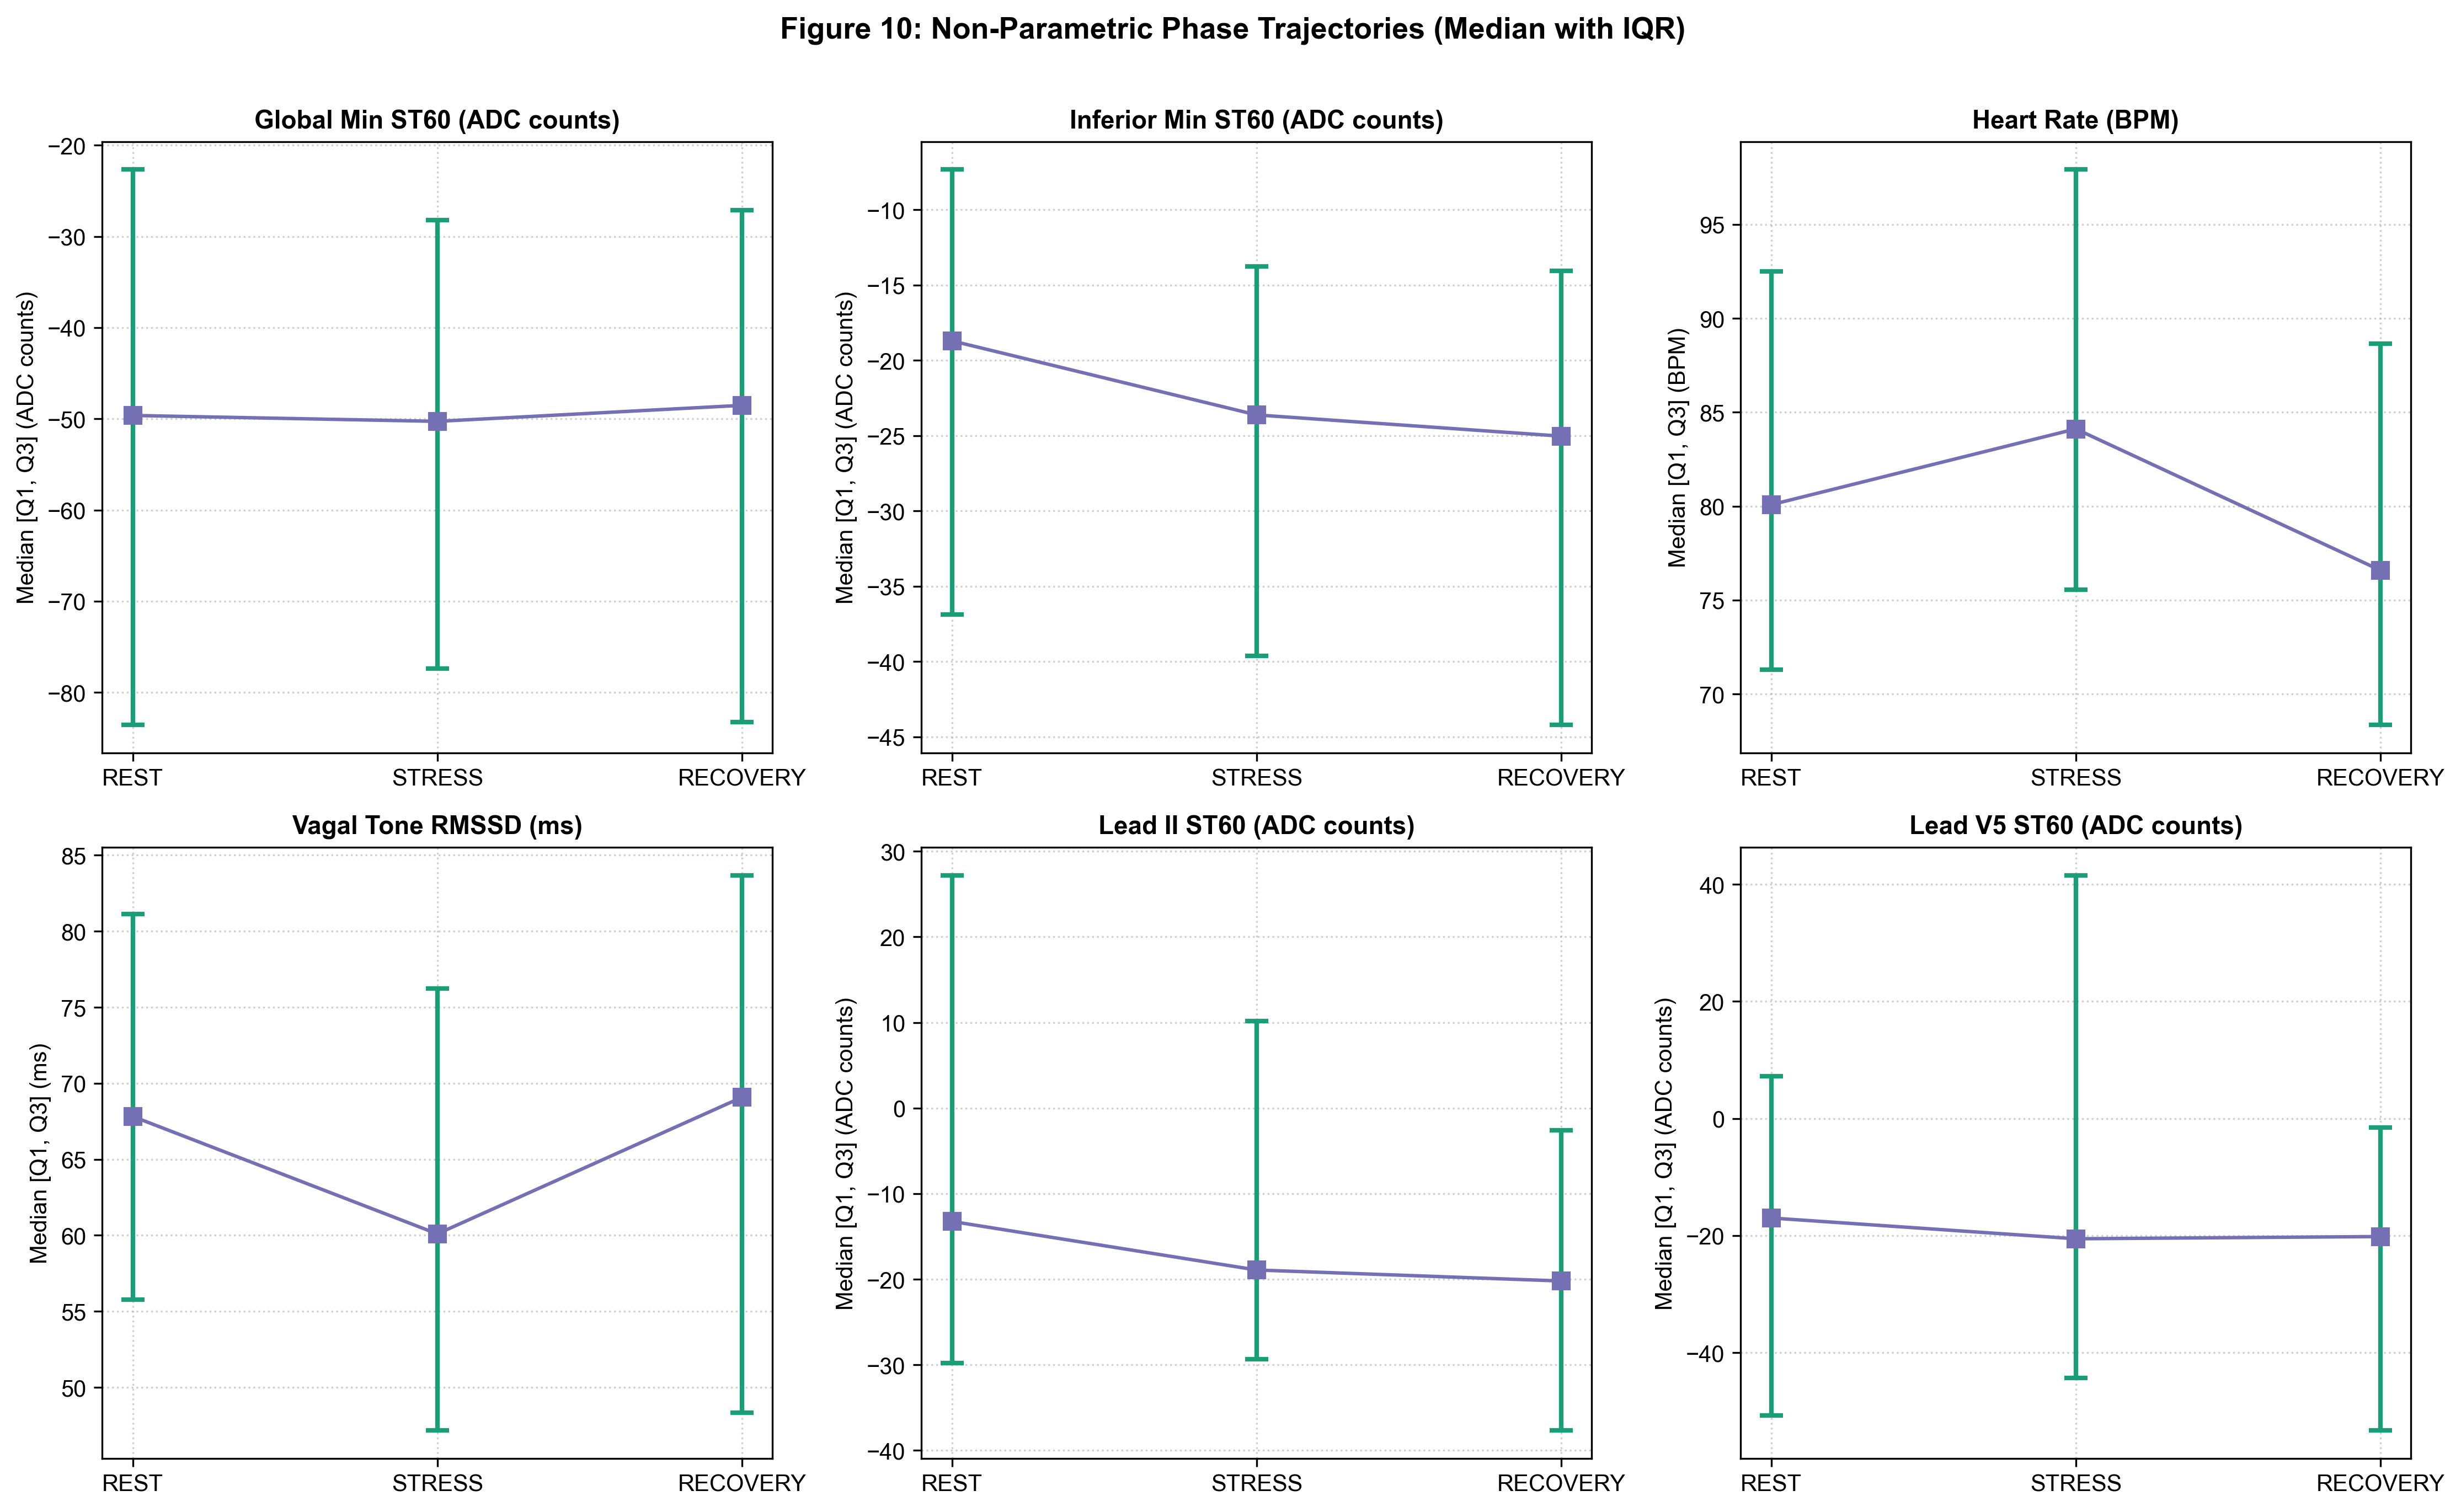 Figure 10: Non-Parametric Phase Trajectories (Median with IQR)
Global Min ST60 (ADC counts)
Median [Q1, Q3] (ADC counts)
−20
−30
−40
−50
−60
−70
−80
REST STRESS RECOVERY
Inferior Min ST60 (ADC counts)
Median [Q1, Q3] (ADC counts)
−10
−15
−20
−25
−30
−35
−40
−45
REST STRESS RECOVERY
Heart Rate (BPM)
Median [Q1, Q3] (BPM)
95
90
85
80
75
70
REST STRESS RECOVERY
Vagal Tone RMSSD (ms)
Median [Q1, Q3] (ms)
85
80
75
70
65
60
55
50
REST STRESS RECOVERY
Lead II ST60 (ADC counts)
Median [Q1, Q3] (ADC counts)
30
20
10
0
−10
−20
−30
−40
REST STRESS RECOVERY
Lead V5 ST60 (ADC counts)
Median [Q1, Q3] (ADC counts)
40
20
0
−20
−40
REST STRESS RECOVERY